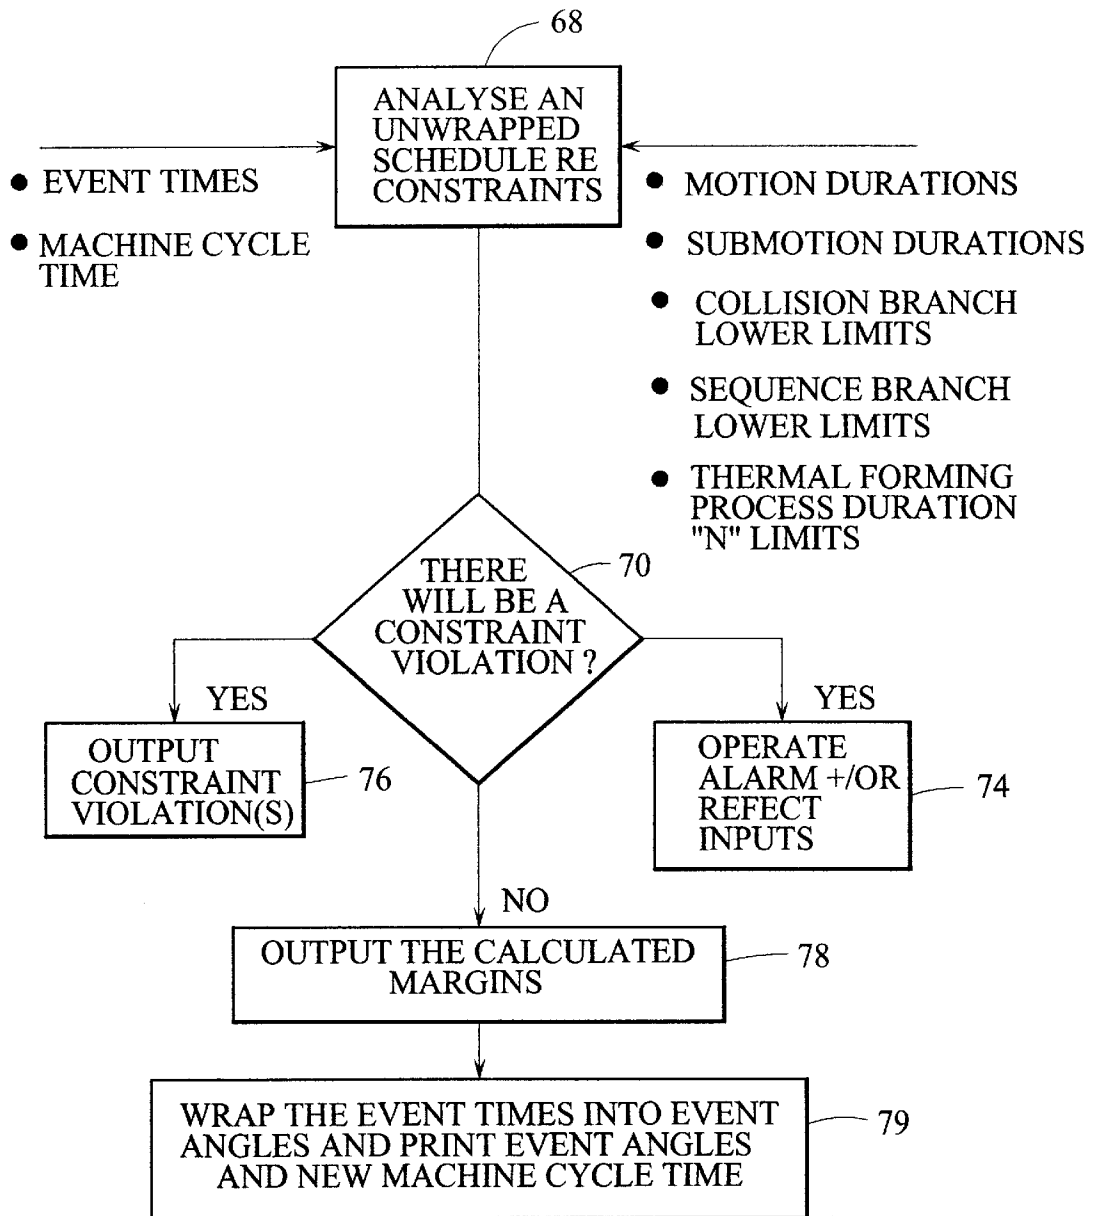 68
ANALYSE AN
UNWRAPPED
SCHEDULE RE
CONSTRAINTS
● EVENT TIMES
● MACHINE CYCLE
TIME
● MOTION DURATIONS
● SUBMOTION DURATIONS
● COLLISION BRANCH
LOWER LIMITS
● SEQUENCE BRANCH
LOWER LIMITS
● THERMAL FORMING
PROCESS DURATION
"N" LIMITS
70
THERE
WILL BE A
CONSTRAINT
VIOLATION ?
YES
OUTPUT
CONSTRAINT
VIOLATION(S)
76
YES
OPERATE
ALARM +/OR
REFECT
INPUTS
74
NO
OUTPUT THE CALCULATED
MARGINS
78
WRAP THE EVENT TIMES INTO EVENT
ANGLES AND PRINT EVENT ANGLES
AND NEW MACHINE CYCLE TIME
79